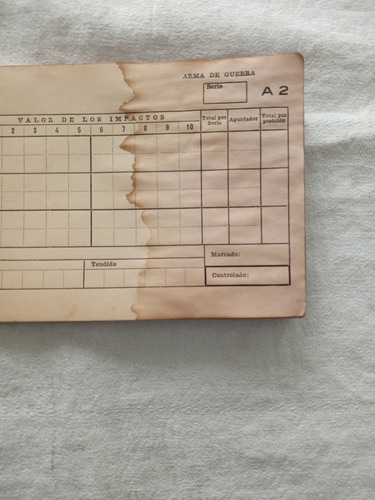 ARMA DE GUERRA
Serie
A 2
VALOR DE LOS IMPACTOS
Total por Serie
Apuntador
Total por posición
2 3 4 5 6 7 8 9 10
Tendido
Marcado:
Controlado: